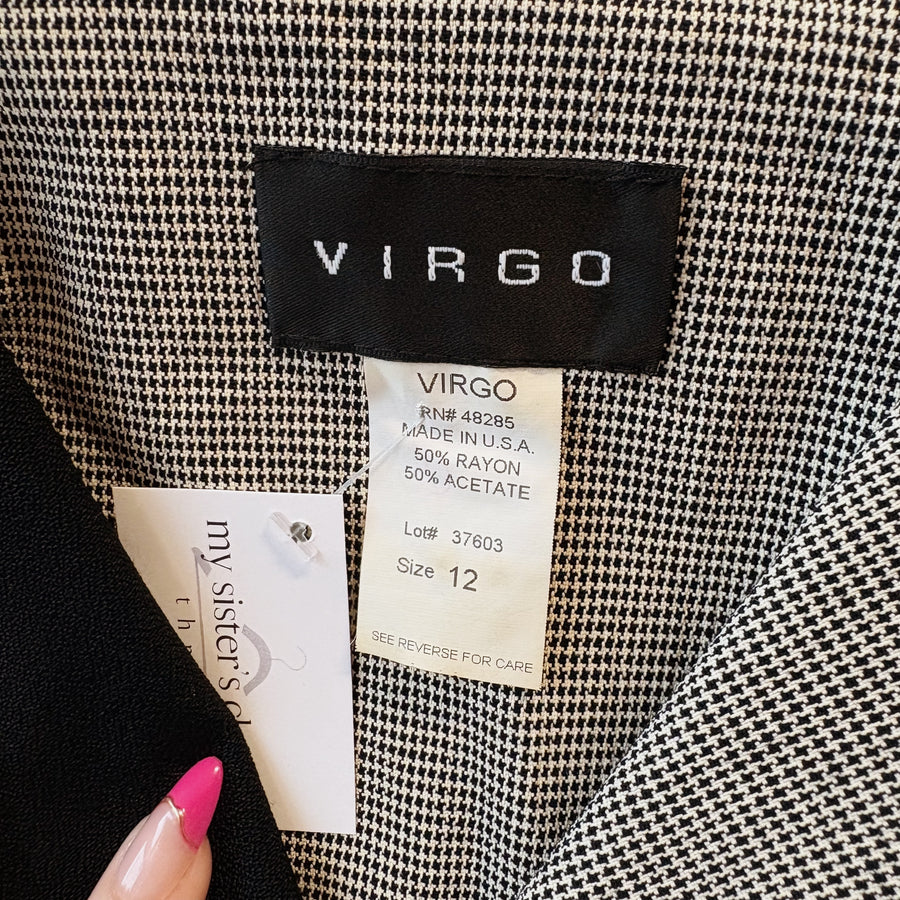 VIRGO
VIRGO
RN# 48285
MADE IN U.S.A.
50% RAYON
50% ACETATE
Lot# 37603
Size 12
SEE REVERSE FOR CARE
my sister's